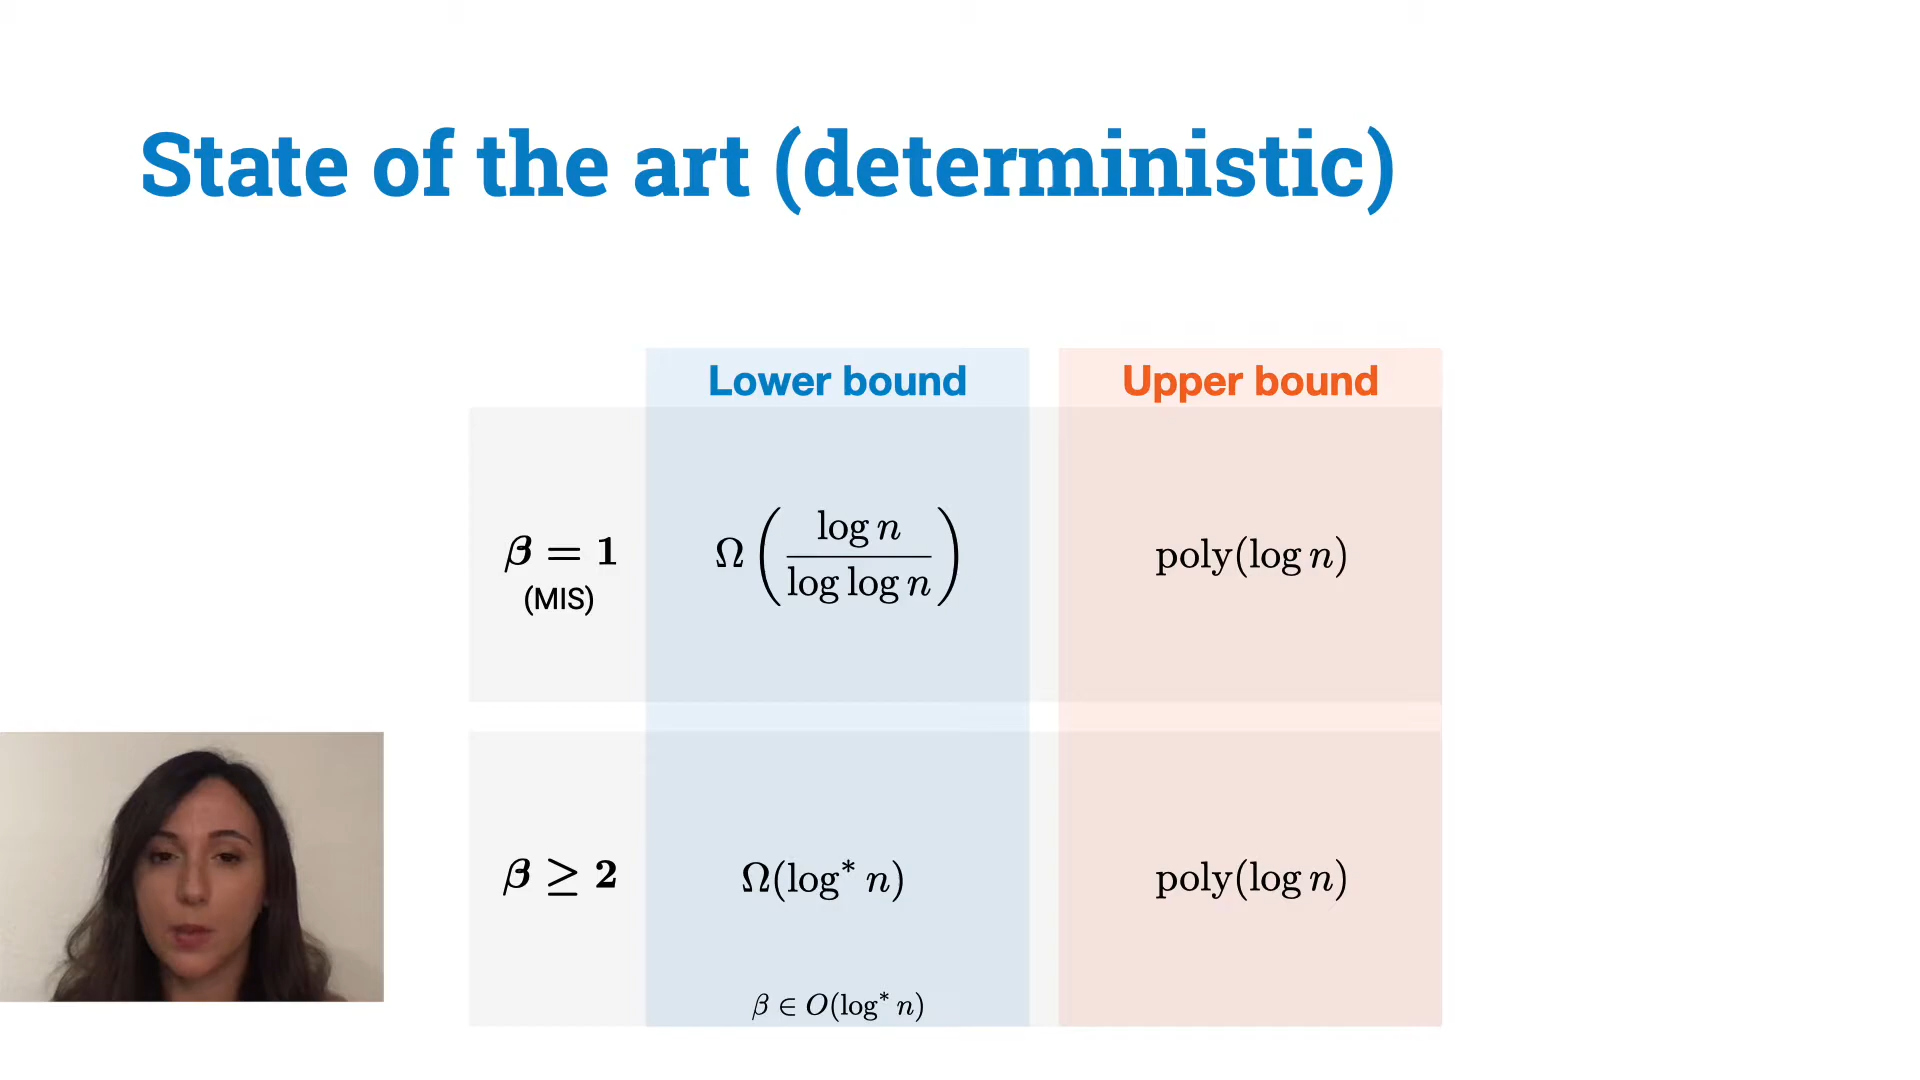 State of the art (deterministic)
Lower bound Upper bound
β = 1 Ω(log n / log log n) poly(log n)
(MIS)
β ≥ 2 Ω(log* n) poly(log n)
β ∈ O(log* n)